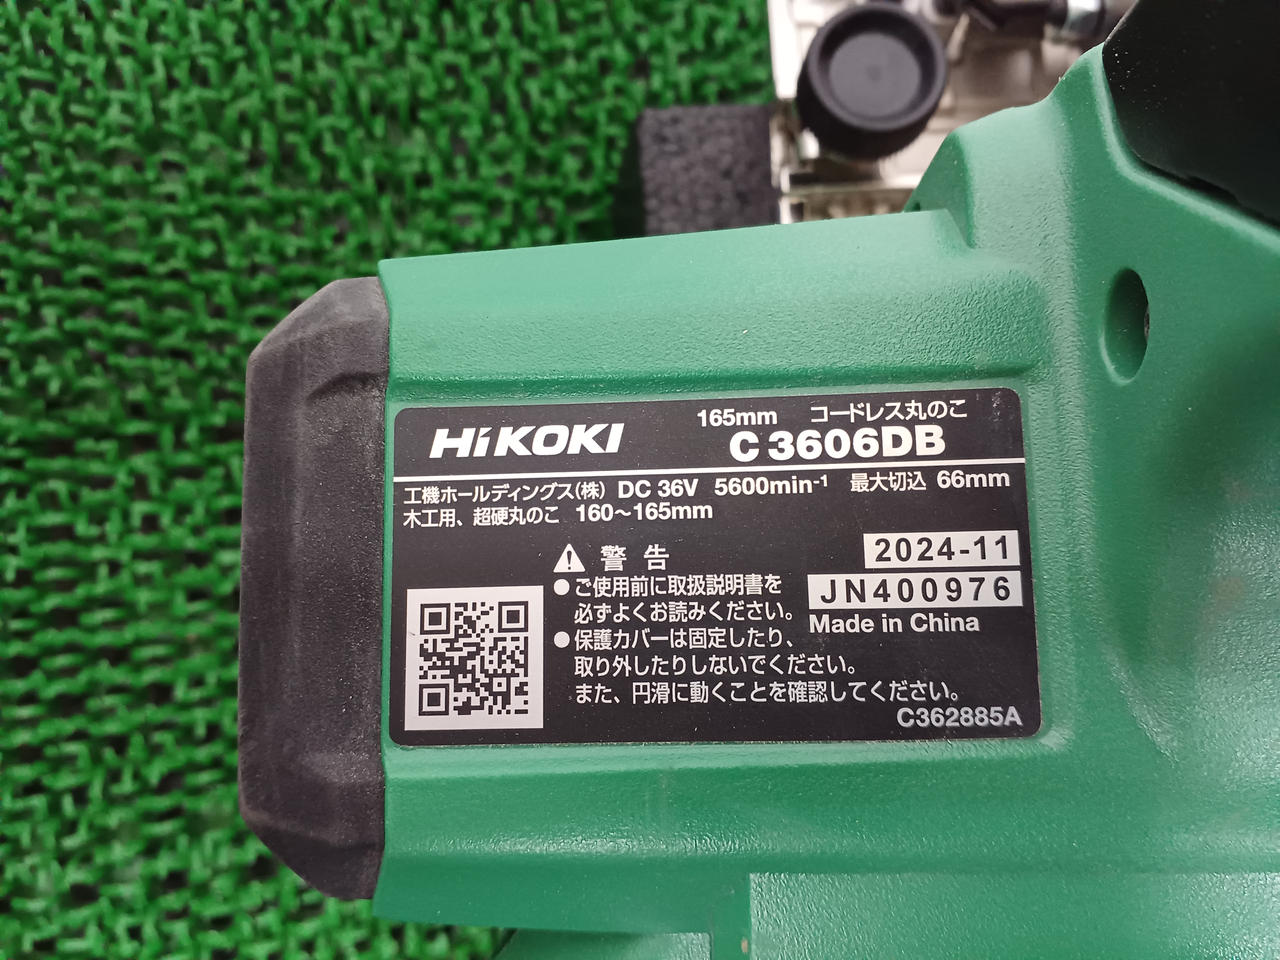 165mm コードレス丸のこ
HiKOKI C 3606DB
工機ホールディングス(株) DC 36V 5600min⁻¹ 最大切込 66mm
木工用、超硬丸のこ 160～165mm
警告
2024-11
●ご使用前に取扱説明書を
必ずよくお読みください。
JN400976
Made in China
●保護カバーは固定したり、
取り外したりしないでください。
また、円滑に動くことを確認してください。
C362885A